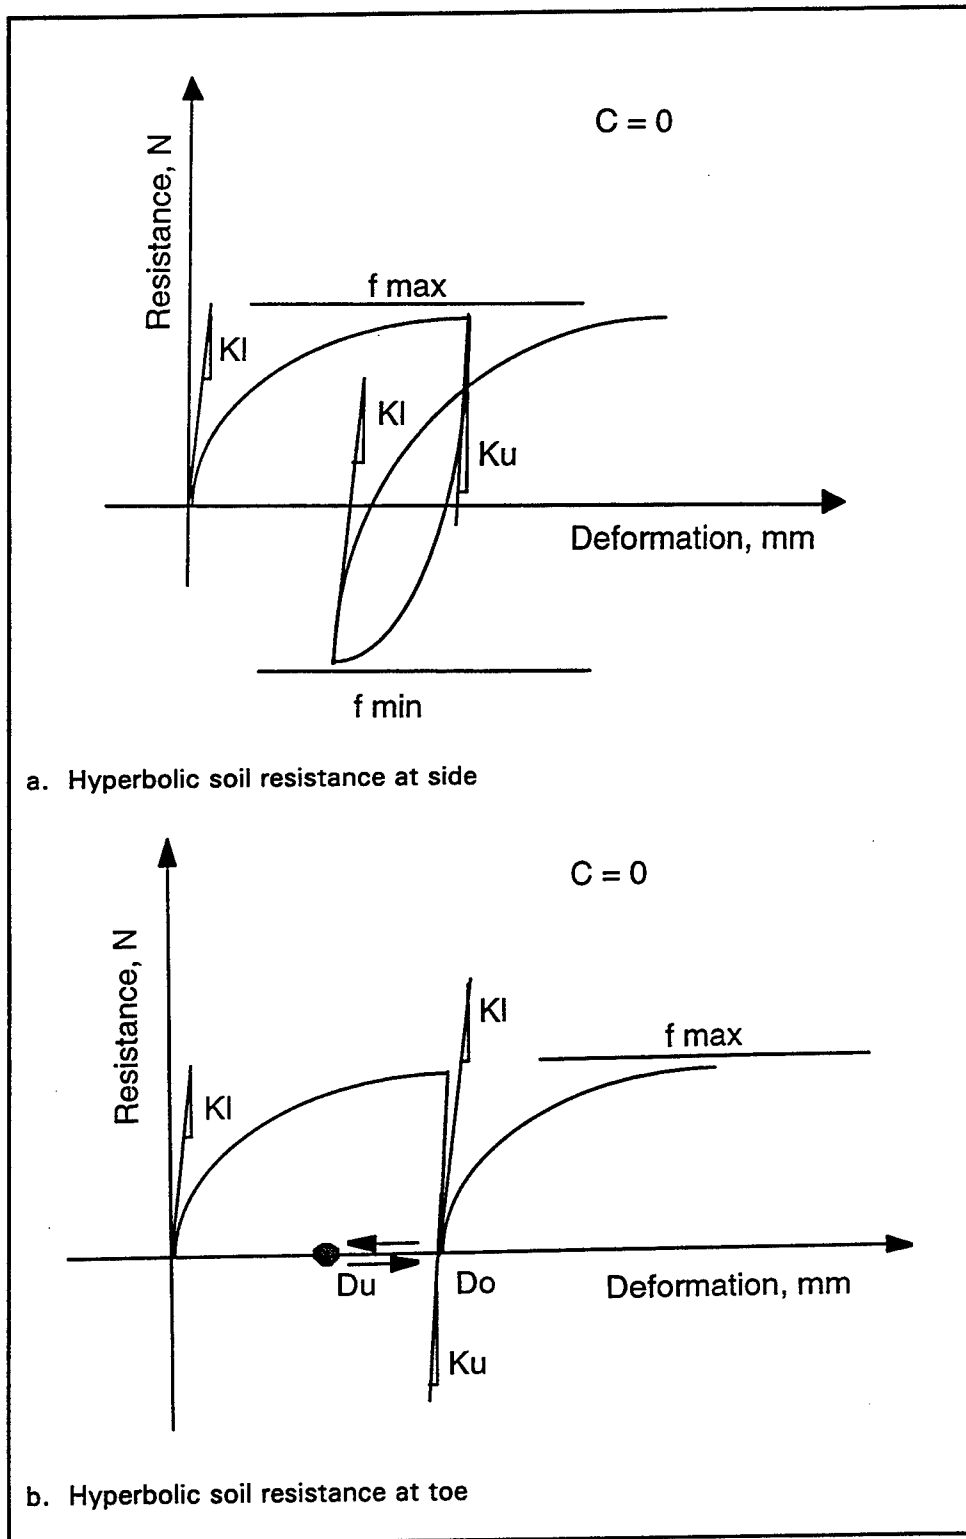 C = 0
Resistance, N
f max
Kl
Kl
Ku
Deformation, mm
f min
a. Hyperbolic soil resistance at side
C = 0
Resistance, N
Kl
f max
Kl
Du
Do
Deformation, mm
Ku
b. Hyperbolic soil resistance at toe